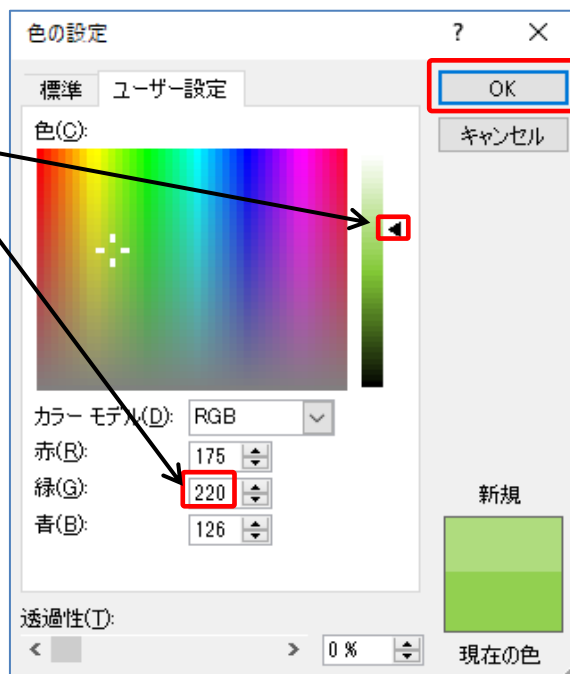 色の設定 ? ×
標準 ユーザー設定 OK
キャンセル
色(C):
カラー モデル(D): RGB
赤(R): 175
緑(G): 220
青(B): 126
新規
現在の色
透過性(T):
< > 0 %